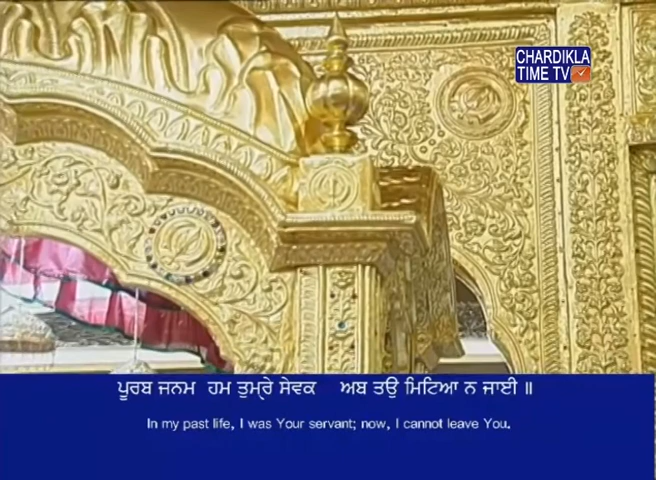 CHARDIKLA
TIME TV
ਪੂਰਬ ਜਨਮ ਹਮ ਤੁਮ੍ਰੇ ਸੇਵਕ ਅਬ ਤਉ ਮਿਟਿਆ ਨ ਜਾਈ ॥
In my past life, I was Your servant; now, I cannot leave You.